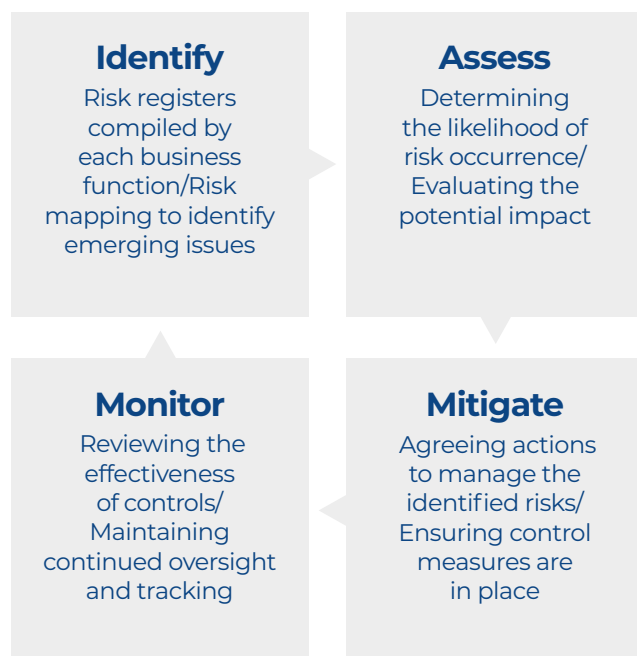 Identify
Risk registers
compiled by
each business
function/Risk
mapping to identify
emerging issues
Assess
Determining
the likelihood of
risk occurrence/
Evaluating the
potential impact
Monitor
Reviewing the
effectiveness
of controls/
Maintaining
continued oversight
and tracking
Mitigate
Agreeing actions
to manage the
identified risks/
Ensuring control
measures are
in place